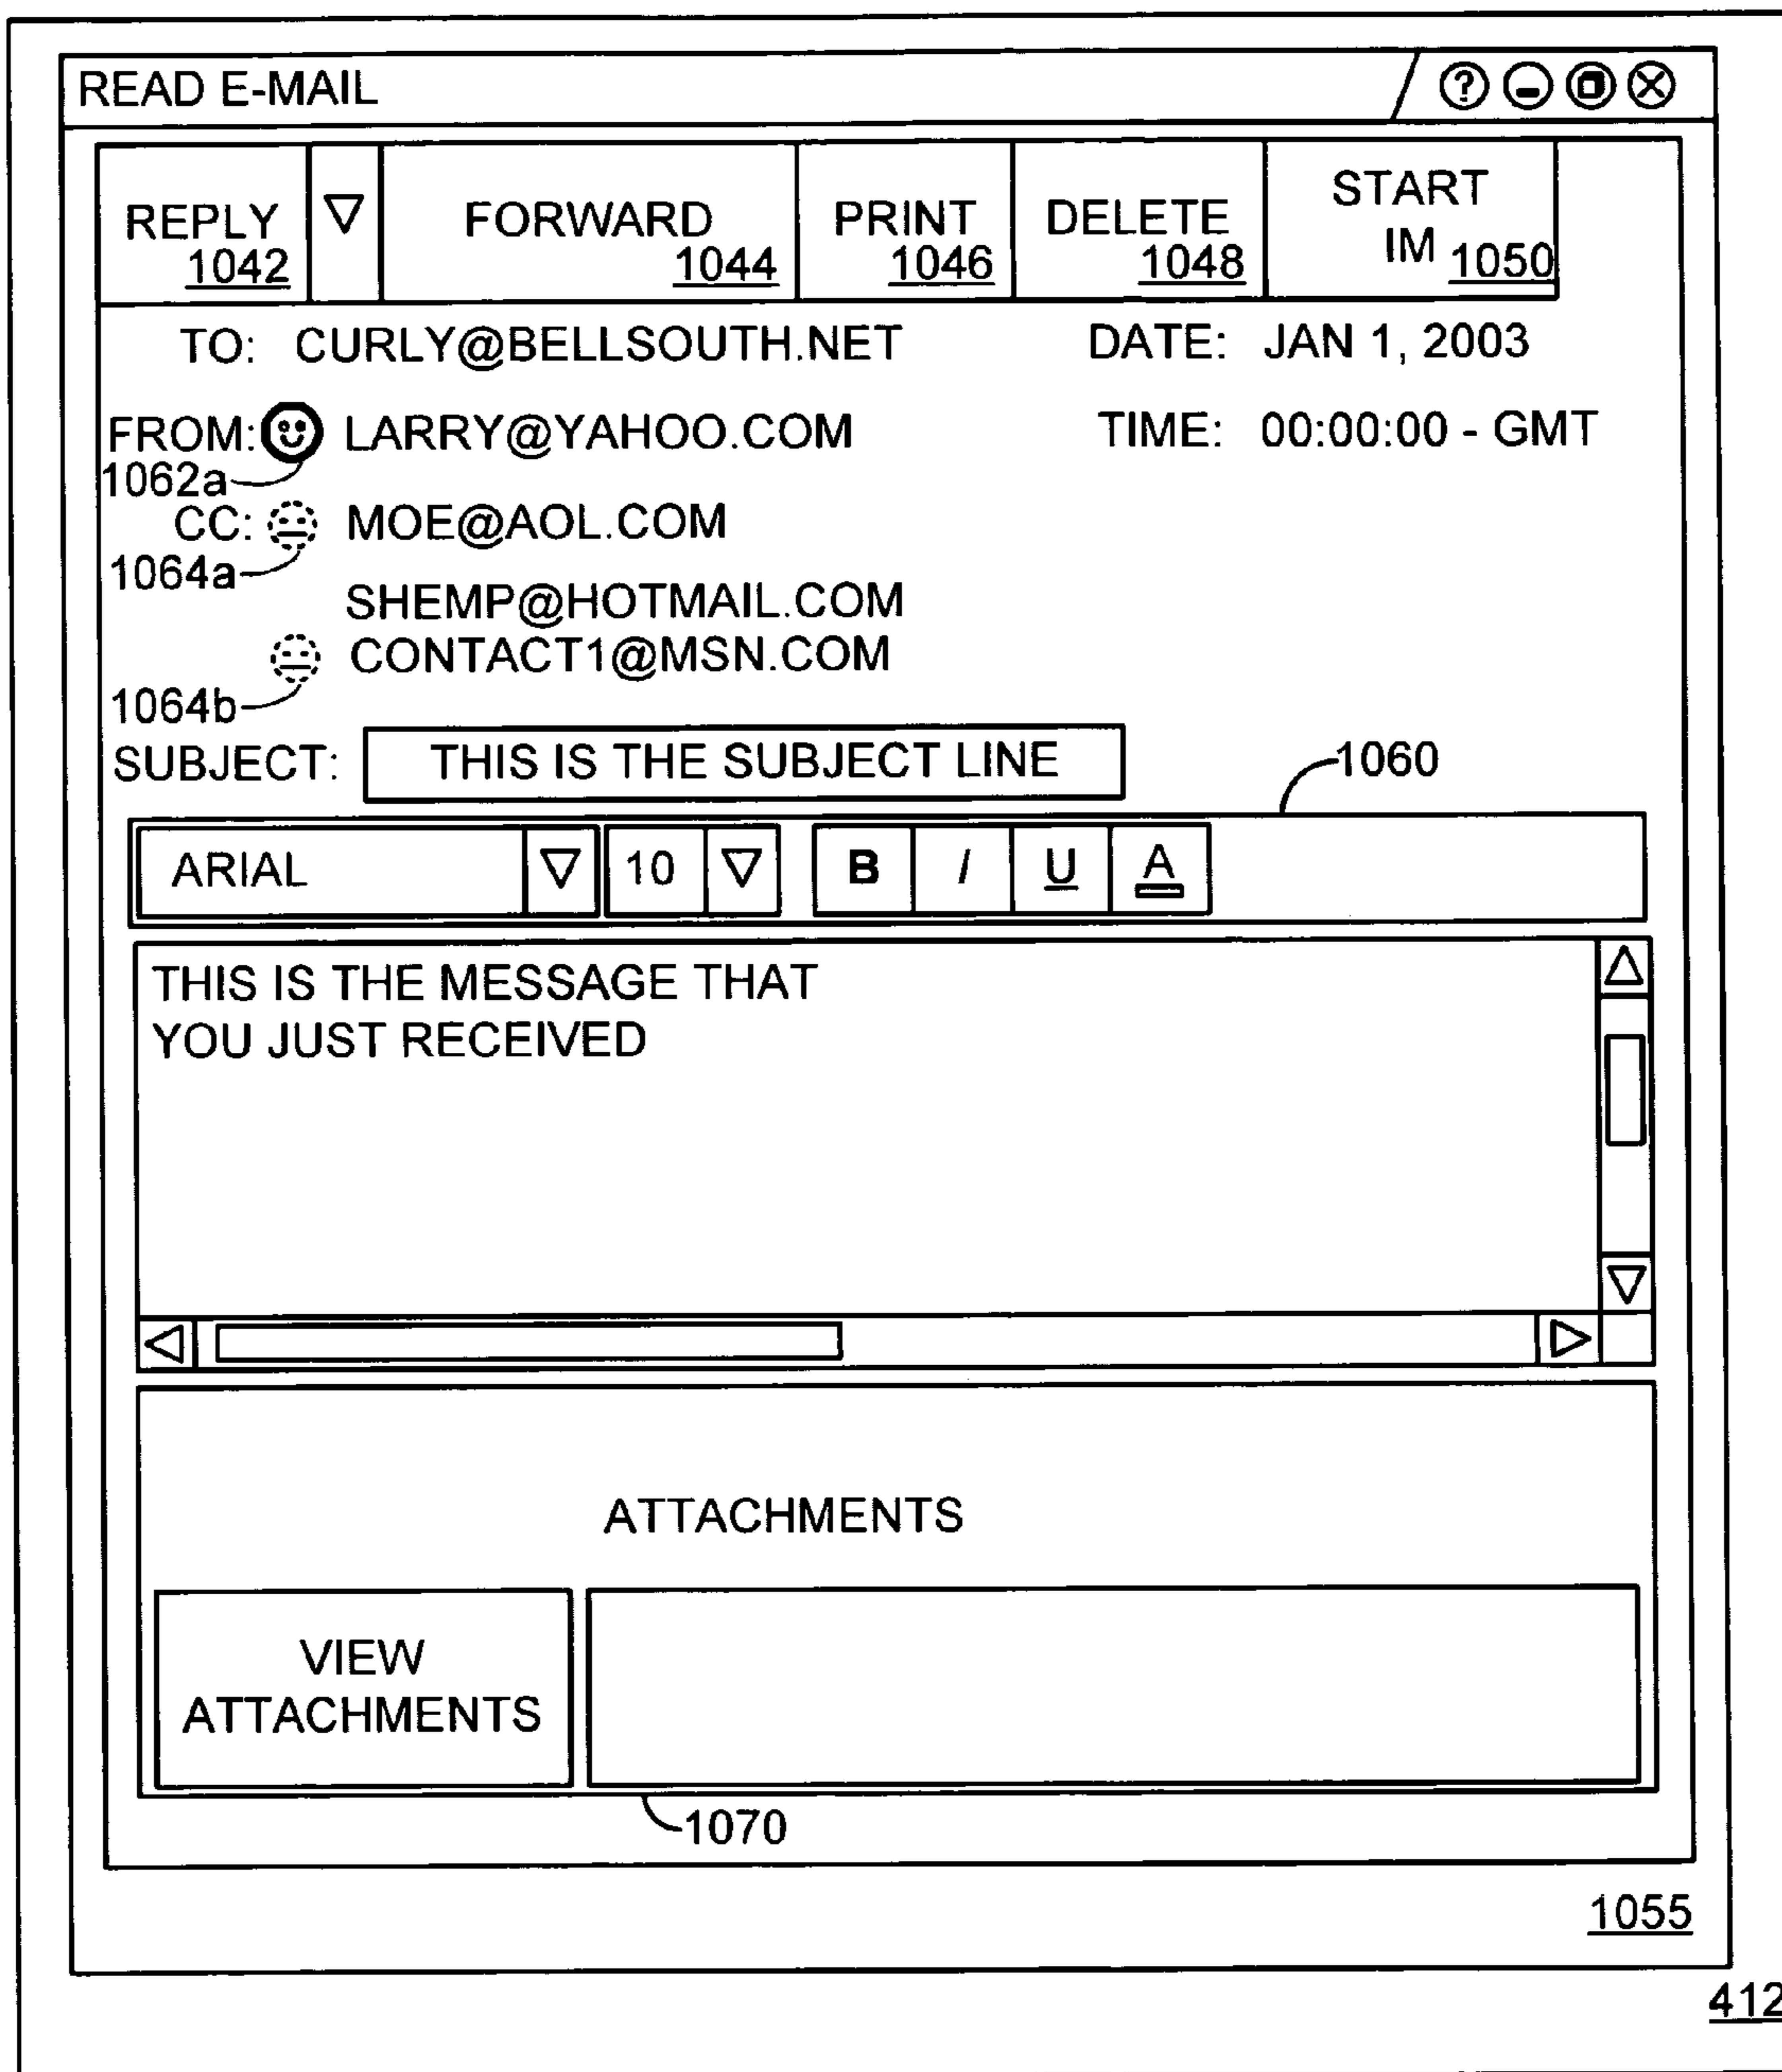 READ E-MAIL ?
REPLY 1042
FORWARD 1044
PRINT 1046
DELETE 1048
START IM 1050
TO: CURLY@BELLSOUTH.NET DATE: JAN 1, 2003
FROM: LARRY@YAHOO.COM TIME: 00:00:00 - GMT
1062a
CC: MOE@AOL.COM
1064a
SHEMP@HOTMAIL.COM
CONTACT1@MSN.COM
1064b
SUBJECT: THIS IS THE SUBJECT LINE
1060
ARIAL 10 B I U A
THIS IS THE MESSAGE THAT
YOU JUST RECEIVED
ATTACHMENTS
VIEW
ATTACHMENTS
1070
1055
412